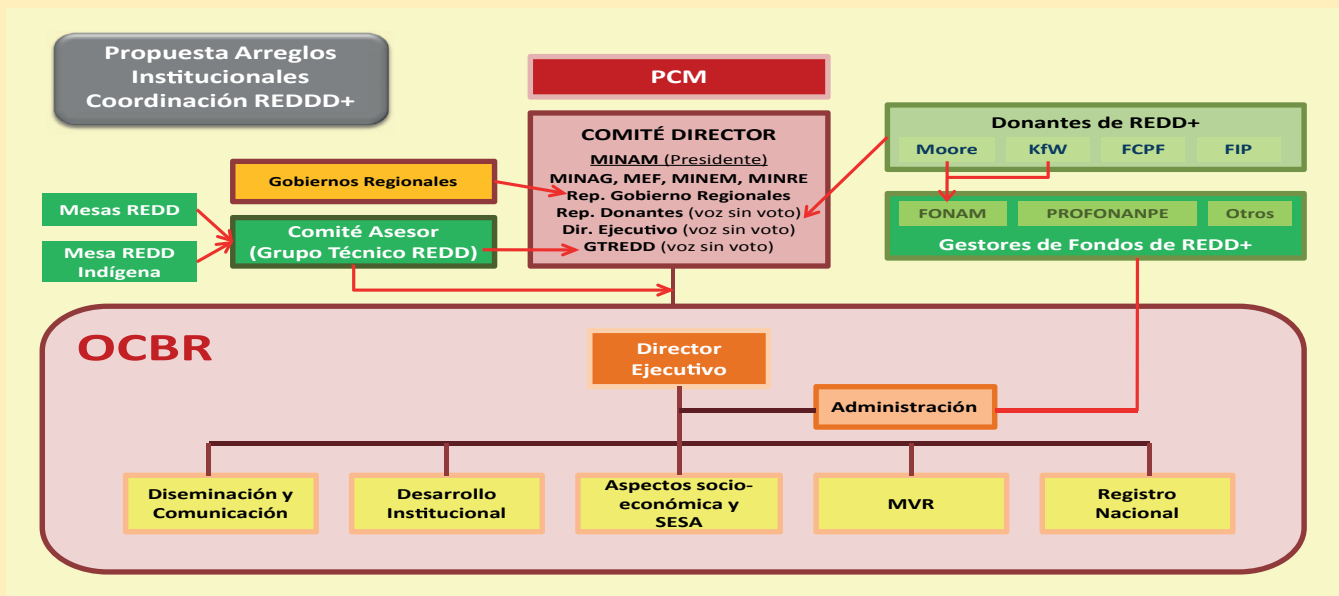 Propuesta Arreglos
Institucionales
Coordinación REDDD+
PCM
COMITÉ DIRECTOR
MINAM (Presidente)
MINAG, MEF, MINEM, MINRE
Rep. Gobierno Regionales
Rep. Donantes (voz sin voto)
Dir. Ejecutivo (voz sin voto)
GTREDD (voz sin voto)
Donantes de REDD+
Moore KfW FCPF FIP
FONAM PROFONANPE Otros
Gestores de Fondos de REDD+
Gobiernos Regionales
Mesas REDD
Mesa REDD
Indígena
Comité Asesor
(Grupo Técnico REDD)
OCBR
Director
Ejecutivo
Administración
Diseminación y
Comunicación
Desarrollo
Institucional
Aspectos socio-
económica y
SESA
MVR
Registro
Nacional